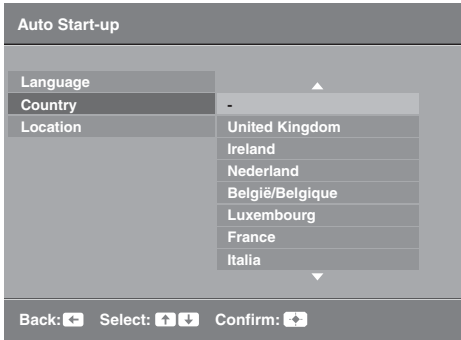 Auto Start-up
Language
Country
-
Location
United Kingdom
Ireland
Nederland
België/Belgique
Luxembourg
France
Italia
Back: Select: Confirm: